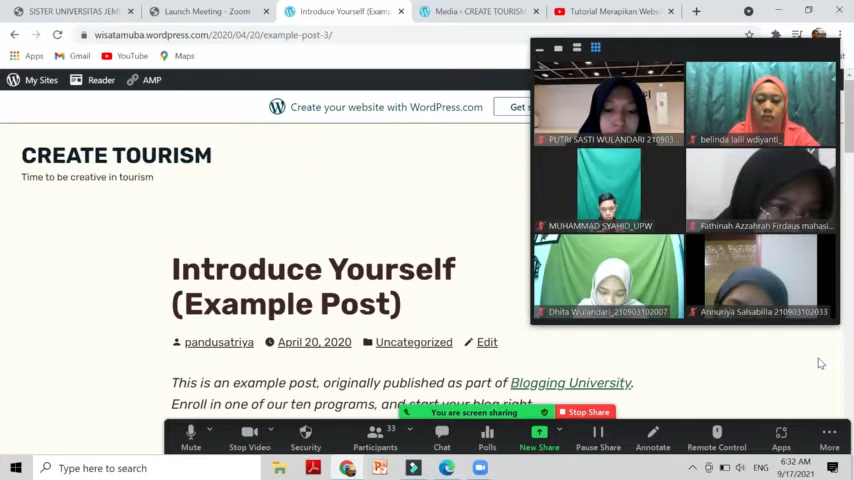 SISTER UNIVERSITAS JEM
Launch Meeting - Zoom
Introduce Yourself (Examp
Media ‹ CREATE TOURISM
Tutorial Merapikan Webs
wisatamuba.wordpress.com/2020/04/20/example-post-3/
Apps
Gmail
YouTube
Maps
My Sites
Reader
AMP
Create your website with WordPress.com
Get s
CREATE TOURISM
Time to be creative in tourism
PUTRI SASTI WULANDARI 210903...
belinda laili wdiyanti_
MUHAMMAD SYAHID_UPW
Fathinah Azzahrah Firdaus mahasi...
Dhita Wulandari_210903102007
Annuriya Salsabilla_210903102033
Introduce Yourself
(Example Post)
pandusatriya
April 20, 2020
Uncategorized
Edit
This is an example post, originally published as part of Blogging University.
Enroll in one of our ten programs, and start your blog right.
You are screen sharing
Stop Share
Mute
Stop Video
Security
Participants
33
Chat
Polls
New Share
Pause Share
Annotate
Remote Control
Apps
More
Type here to search
ENG
6:32 AM
9/17/2021